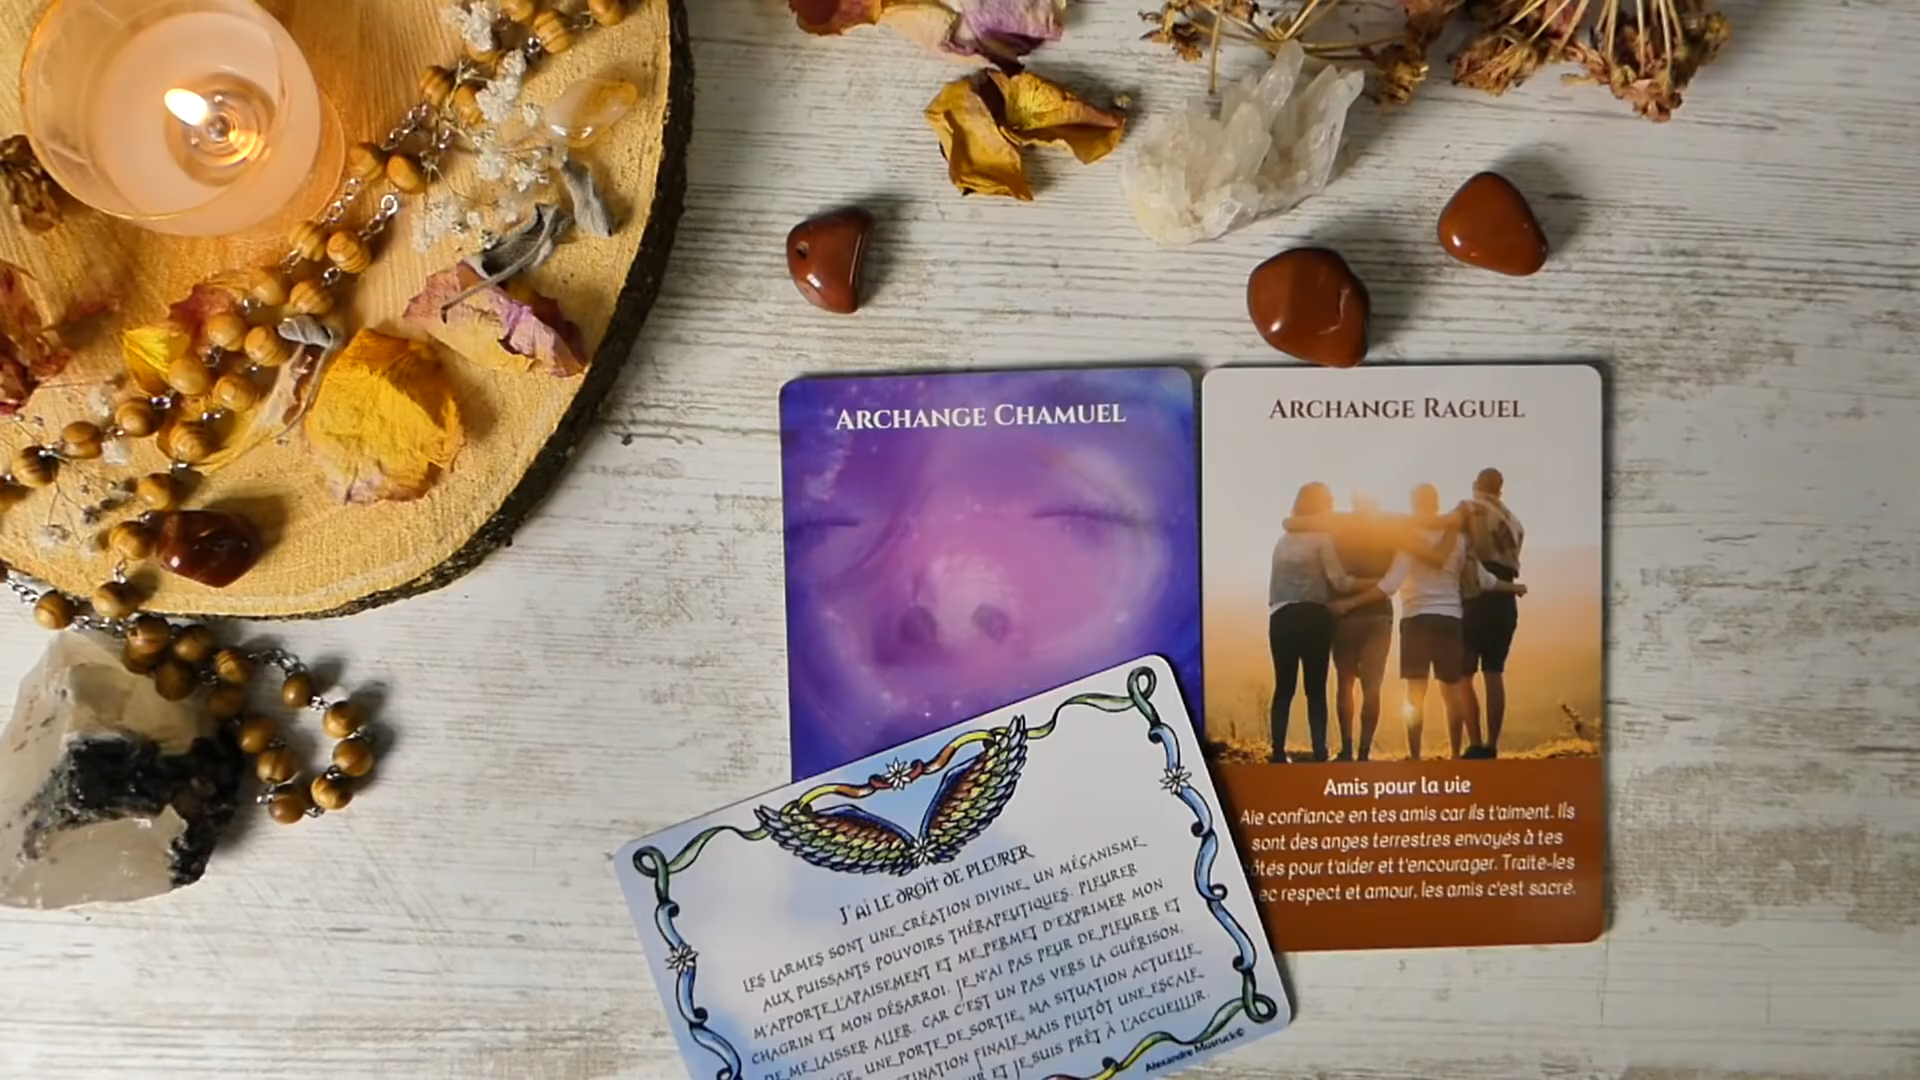 ARCHANGE CHAMUEL
ARCHANGE RAGUEL
Amis pour la vie
Aie confiance en tes amis car ils t'aiment. Ils
sont des anges terrestres envoyés à tes
ôtés pour t'aider et t'encourager. Traite-les
ec respect et amour, les amis c'est sacré.
J'AI LE DROIT DE PLEURER
LES LARMES SONT UNE CRÉATION DIVINE, UN MÉCANISME
AUX PUISSANTS POUVOIRS THÉRAPEUTIQUES. PLEURER
M'APPORTE L'APAISEMENT ET ME PERMET D'EXPRIMER MON
CHAGRIN ET MON DÉSARROI. JE N'AI PAS PEUR DE PLEURER ET
DE ME LAISSER ALLER, CAR C'EST UN PAS VERS LA GUÉRISON.
UNE PORTE DE SORTIE, MA SITUATION ACTUELLE
TINATION FINALE MAIS PLUTÔT UNE ESCALE.
ET JE SUIS PRÊT À L'ACCUEILLIR.
Alexandre Musruck©